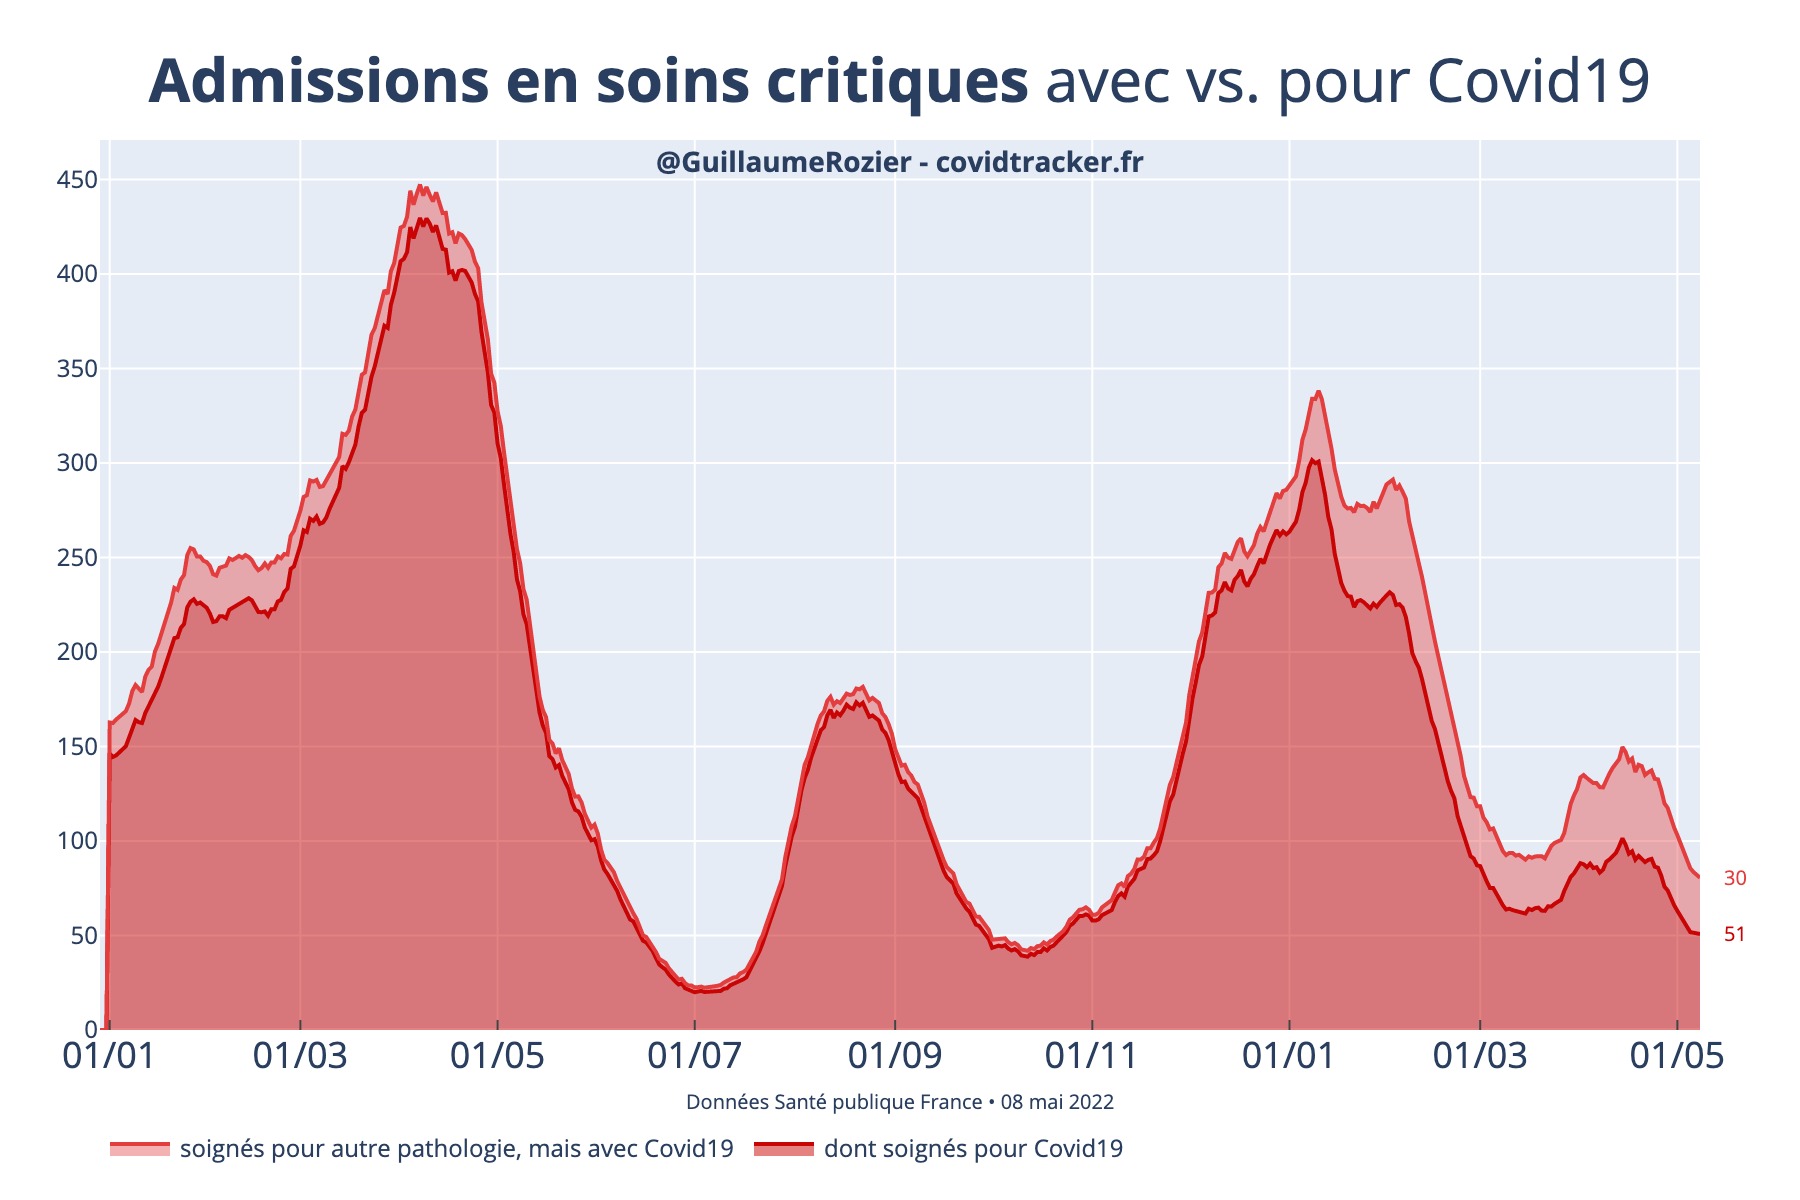 Admissions en soins critiques avec vs. pour Covid19
@GuillaumeRozier - covidtracker.fr
450
400
350
300
250
200
150
100
50
0
30
51
01/01 01/03 01/05 01/07 01/09 01/11 01/01 01/03 01/05
Données Santé publique France • 08 mai 2022
soignés pour autre pathologie, mais avec Covid19 dont soignés pour Covid19